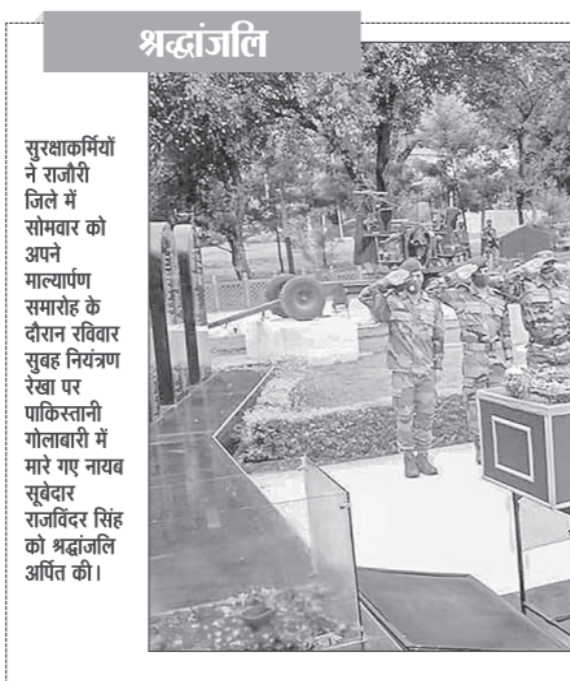 श्रद्धांजलि
सुरक्षाकर्मियों
ने राजौरी
जिले में
सोमवार को
अपने
माल्यार्पण
समारोह के
दौरान रविवार
सुबह नियंत्रण
रेखा पर
पाकिस्तानी
गोलाबारी में
मारे गए नायब
सूबेदार
राजविंदर सिंह
को श्रद्धांजलि
अर्पित की।